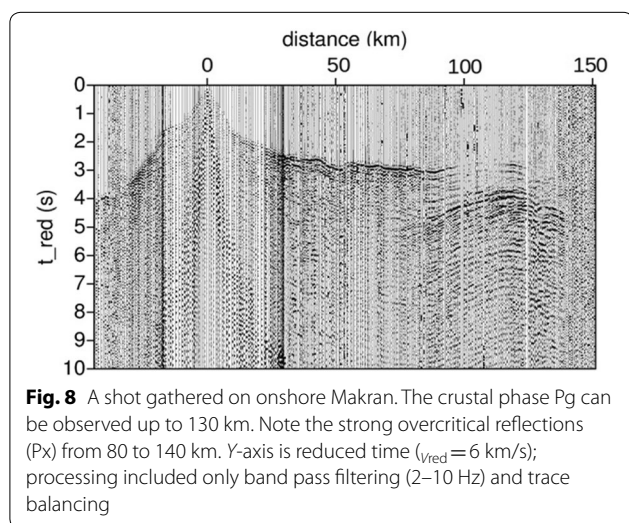 distance (km)
0 50 100 150
t_red (s)
0
1
2
3
4
5
6
7
8
9
10
Fig. 8 A shot gathered on onshore Makran. The crustal phase Pg can
be observed up to 130 km. Note the strong overcritical reflections
(Px) from 80 to 140 km. Y-axis is reduced time (Vred = 6 km/s);
processing included only band pass filtering (2–10 Hz) and trace
balancing